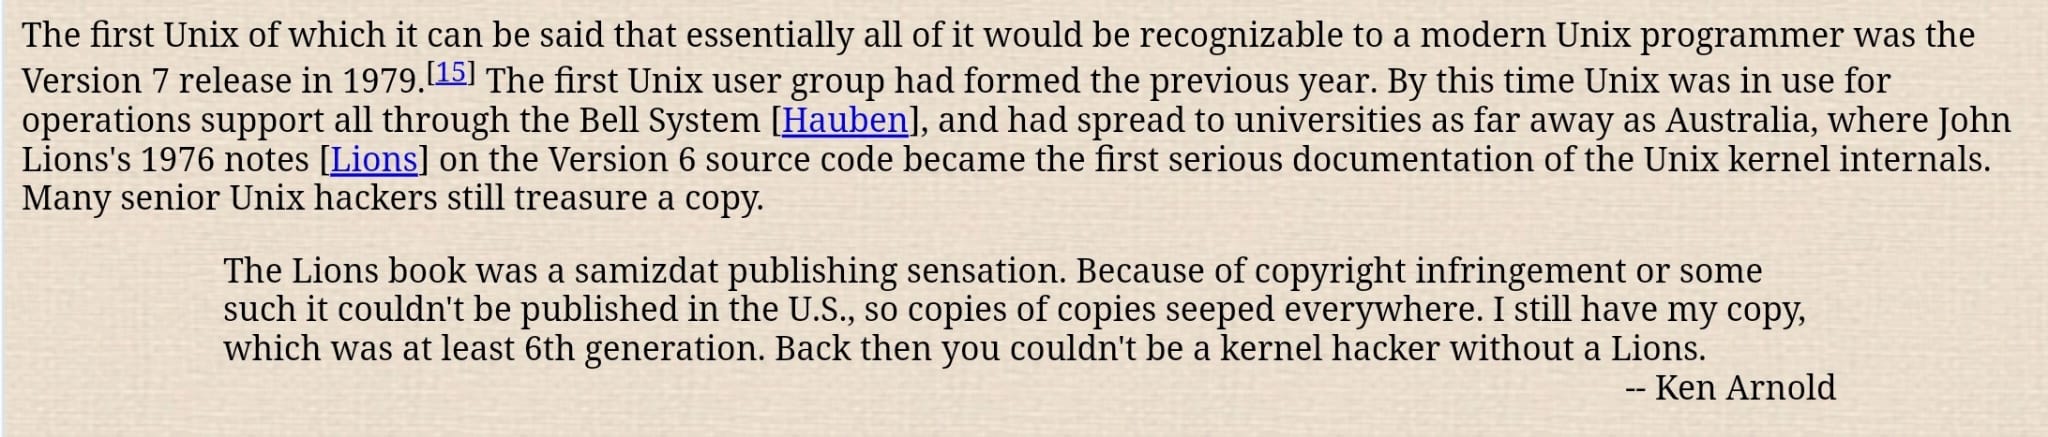 The first Unix of which it can be said that essentially all of it would be recognizable to a modern Unix programmer was the
Version 7 release in 1979.[15] The first Unix user group had formed the previous year. By this time Unix was in use for
operations support all through the Bell System [Hauben], and had spread to universities as far away as Australia, where John
Lions's 1976 notes [Lions] on the Version 6 source code became the first serious documentation of the Unix kernel internals.
Many senior Unix hackers still treasure a copy.
The Lions book was a samizdat publishing sensation. Because of copyright infringement or some
such it couldn't be published in the U.S., so copies of copies seeped everywhere. I still have my copy,
which was at least 6th generation. Back then you couldn't be a kernel hacker without a Lions.
-- Ken Arnold